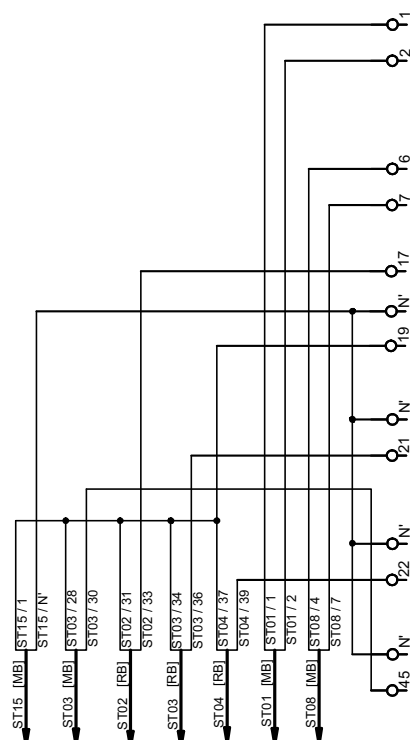 1
2
6
7
17
N'
19
N'
21
N'
22
N'
45
ST15 / 1
ST15 / N'
ST03 / 28
ST03 / 30
ST02 / 31
ST02 / 33
ST03 / 34
ST03 / 36
ST04 / 37
ST04 / 39
ST01 / 1
ST01 / 2
ST08 / 4
ST08 / 7
ST15 [MB]
ST03 [MB]
ST02 [RB]
ST03 [RB]
ST04 [RB]
ST01 [MB]
ST08 [MB]